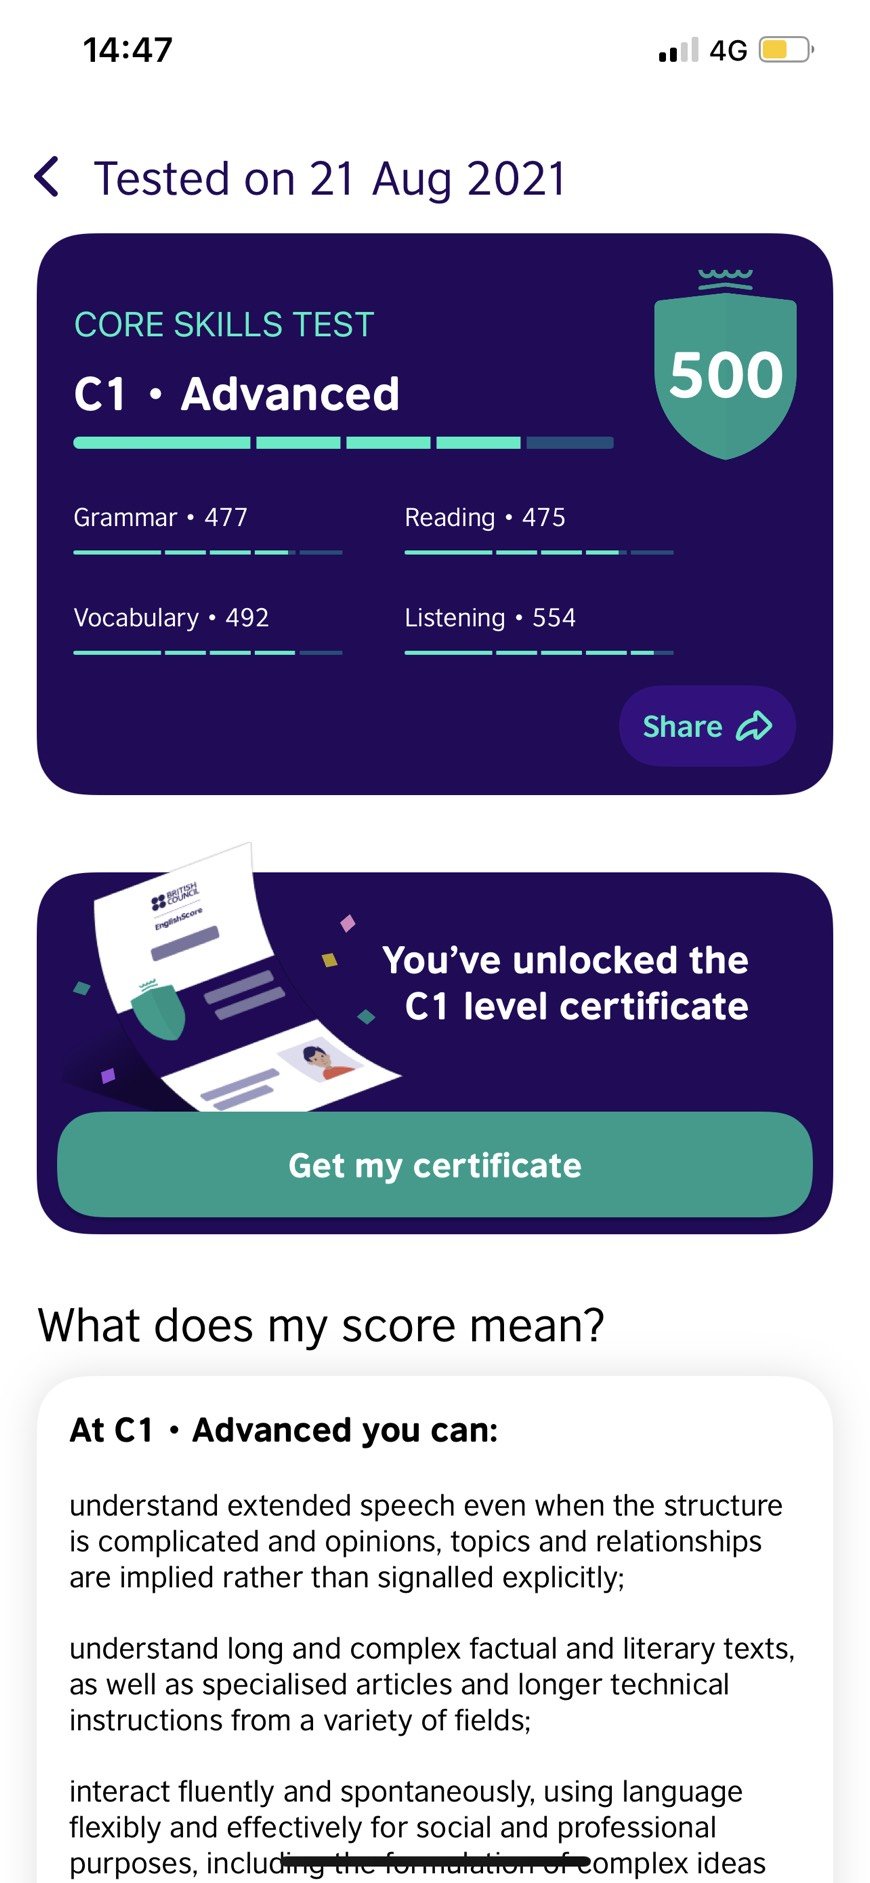 14:47
4G
Tested on 21 Aug 2021
CORE SKILLS TEST
C1 • Advanced
500
Grammar • 477
Reading • 475
Vocabulary • 492
Listening • 554
Share
BRITISH
COUNCIL
EnglishScore
You’ve unlocked the
C1 level certificate
Get my certificate
What does my score mean?
At C1 • Advanced you can:
understand extended speech even when the structure
is complicated and opinions, topics and relationships
are implied rather than signalled explicitly;
understand long and complex factual and literary texts,
as well as specialised articles and longer technical
instructions from a variety of fields;
interact fluently and spontaneously, using language
flexibly and effectively for social and professional
purposes, including the formulation of complex ideas